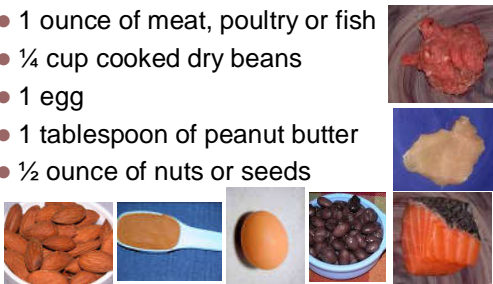 ● 1 ounce of meat, poultry or fish
● ¼ cup cooked dry beans
● 1 egg
● 1 tablespoon of peanut butter
● ½ ounce of nuts or seeds